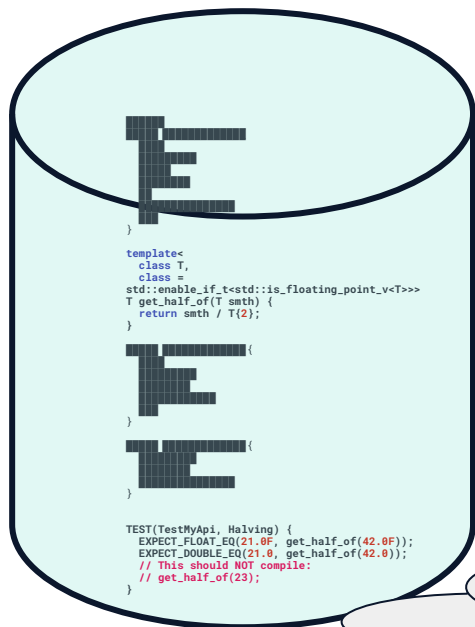 }
template<
class T,
class =
std::enable_if_t<std::is_floating_point_v<T>>>
T get_half_of(T smth) {
return smth / T{2};
}
{
}
{
}
TEST(TestMyApi, Halving) {
EXPECT_FLOAT_EQ(21.0F, get_half_of(42.0F));
EXPECT_DOUBLE_EQ(21.0, get_half_of(42.0));
// This should NOT compile:
// get_half_of(23);
}